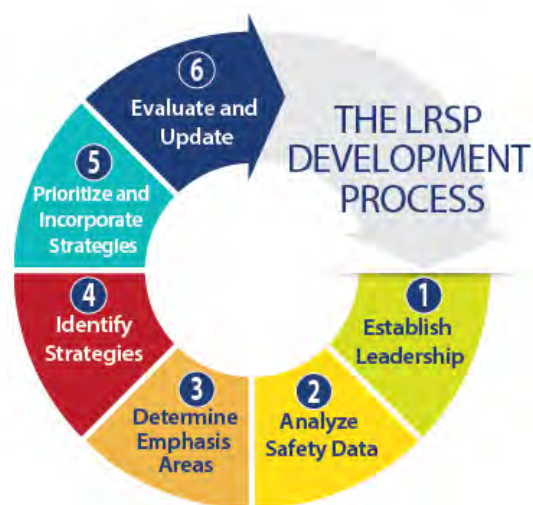 THE LRSP
DEVELOPMENT
PROCESS
1
Establish
Leadership
2
Analyze
Safety Data
3
Determine
Emphasis
Areas
4
Identify
Strategies
5
Prioritize and
Incorporate
Strategies
6
Evaluate and
Update